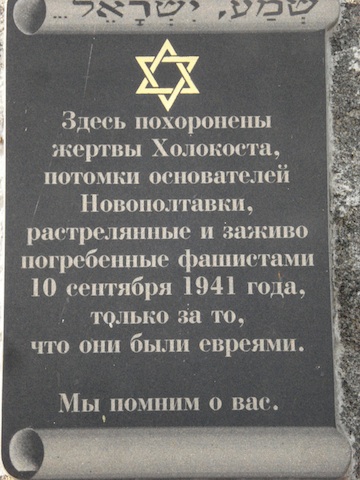 שְׁמַע, יִשְׂרָאֵל ...
Здесь похоронены
жертвы Холокоста,
потомки основателей
Новополтавки,
растрелянные и заживо
погребенные фашистами
10 сентября 1941 года,
только за то,
что они были евреями.
Мы помним о вас.